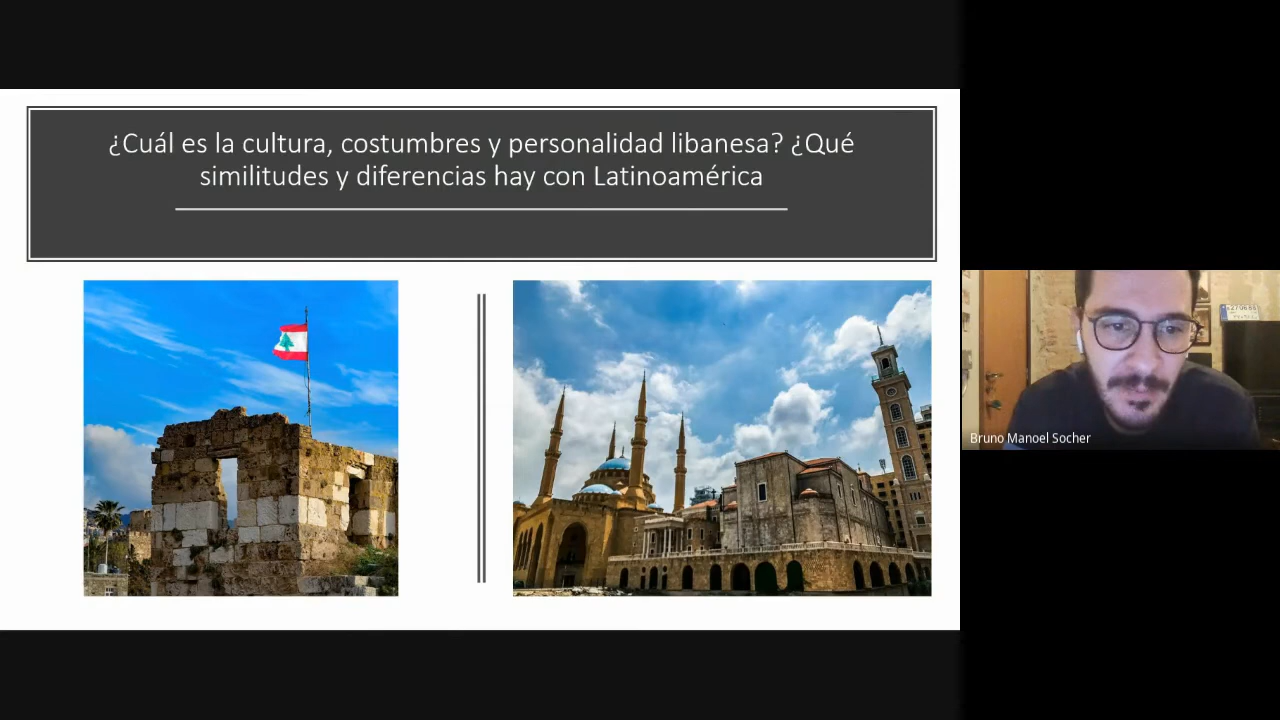 ¿Cuál es la cultura, costumbres y personalidad libanesa? ¿Qué
similitudes y diferencias hay con Latinoamérica
Bruno Manoel Socher